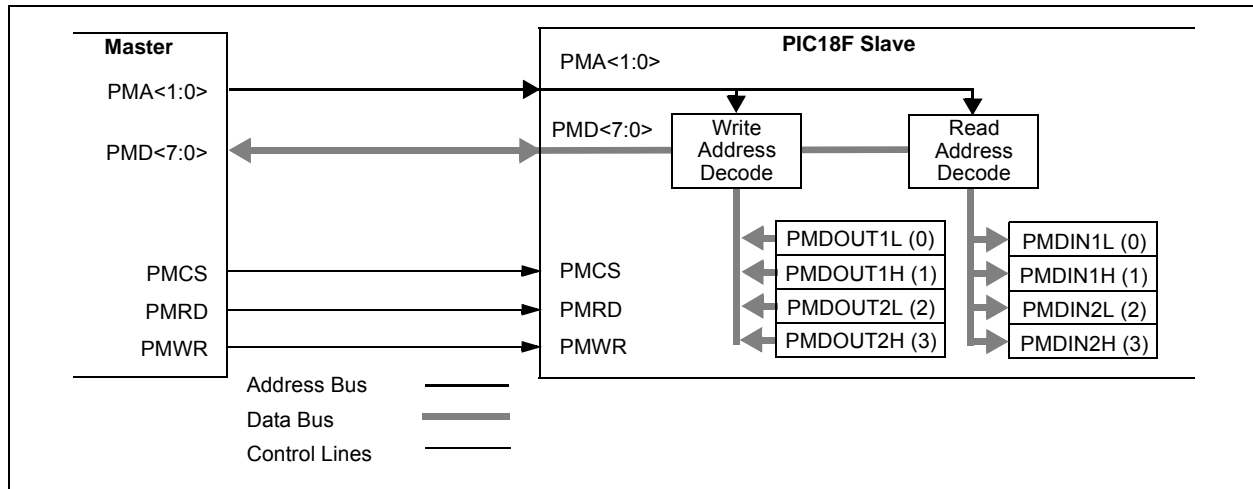 Master
PIC18F Slave
PMA<1:0>
PMA<1:0>
PMD<7:0>
PMD<7:0>
Write
Address
Decode
Read
Address
Decode
PMDOUT1L (0)
PMDOUT1H (1)
PMDOUT2L (2)
PMDOUT2H (3)
PMDIN1L (0)
PMDIN1H (1)
PMDIN2L (2)
PMDIN2H (3)
PMCS
PMCS
PMRD
PMRD
PMWR
PMWR
Address Bus
Data Bus
Control Lines